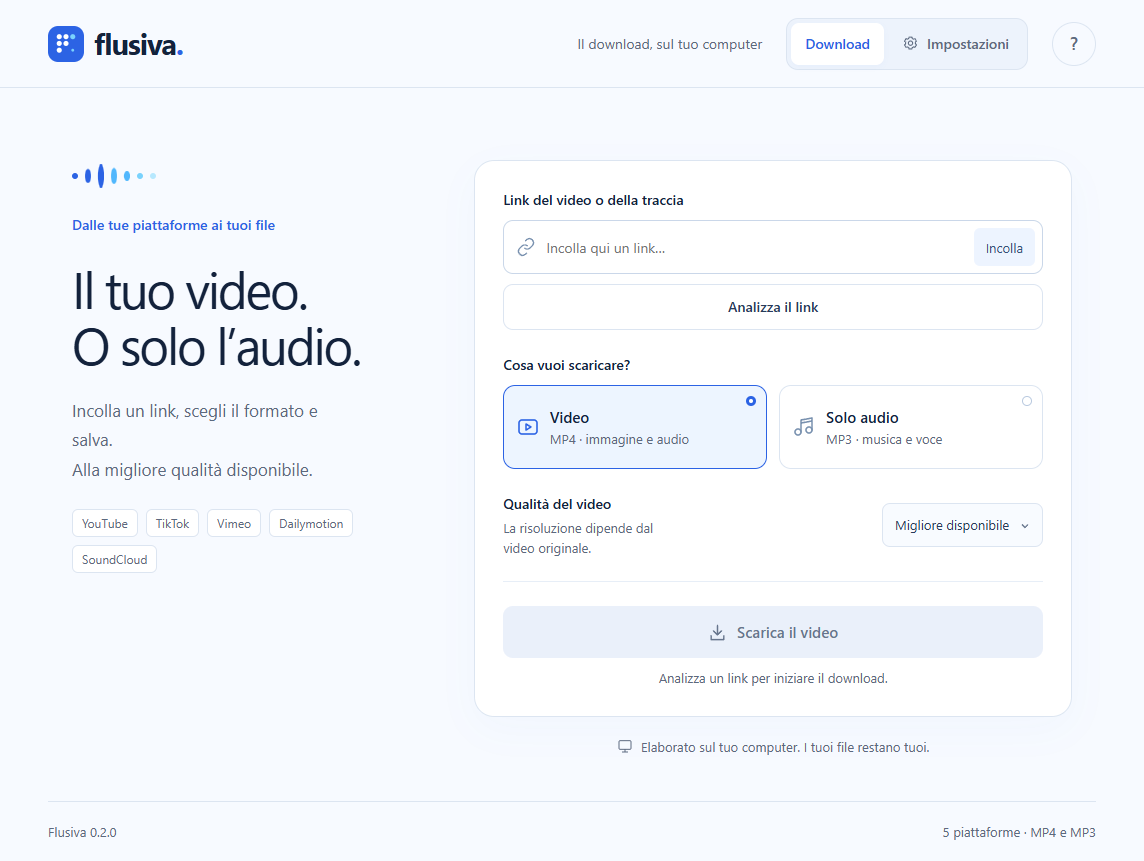 flusiva.
Il download, sul tuo computer
Download
Impostazioni
?
Dalle tue piattaforme ai tuoi file
Il tuo video.
O solo l’audio.
Incolla un link, scegli il formato e
salva.
Alla migliore qualità disponibile.
YouTube
TikTok
Vimeo
Dailymotion
SoundCloud
Link del video o della traccia
Incolla qui un link...
Incolla
Analizza il link
Cosa vuoi scaricare?
Video
MP4 · immagine e audio
Solo audio
MP3 · musica e voce
Qualità del video
La risoluzione dipende dal
video originale.
Migliore disponibile
Scarica il video
Analizza un link per iniziare il download.
Elaborato sul tuo computer. I tuoi file restano tuoi.
Flusiva 0.2.0
5 piattaforme · MP4 e MP3